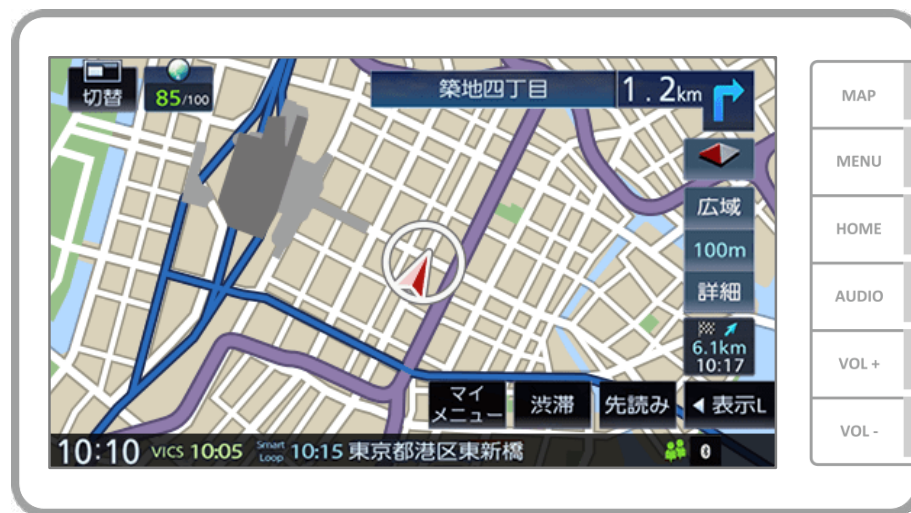 切替
85/100
築地四丁目
1.2km
広域
100m
詳細
6.1km
10:17
マイ
メニュー
渋滞
先読み
◀ 表示L
10:10 VICS 10:05 Smart Loop 10:15 東京都港区東新橋
MAP
MENU
HOME
AUDIO
VOL +
VOL -